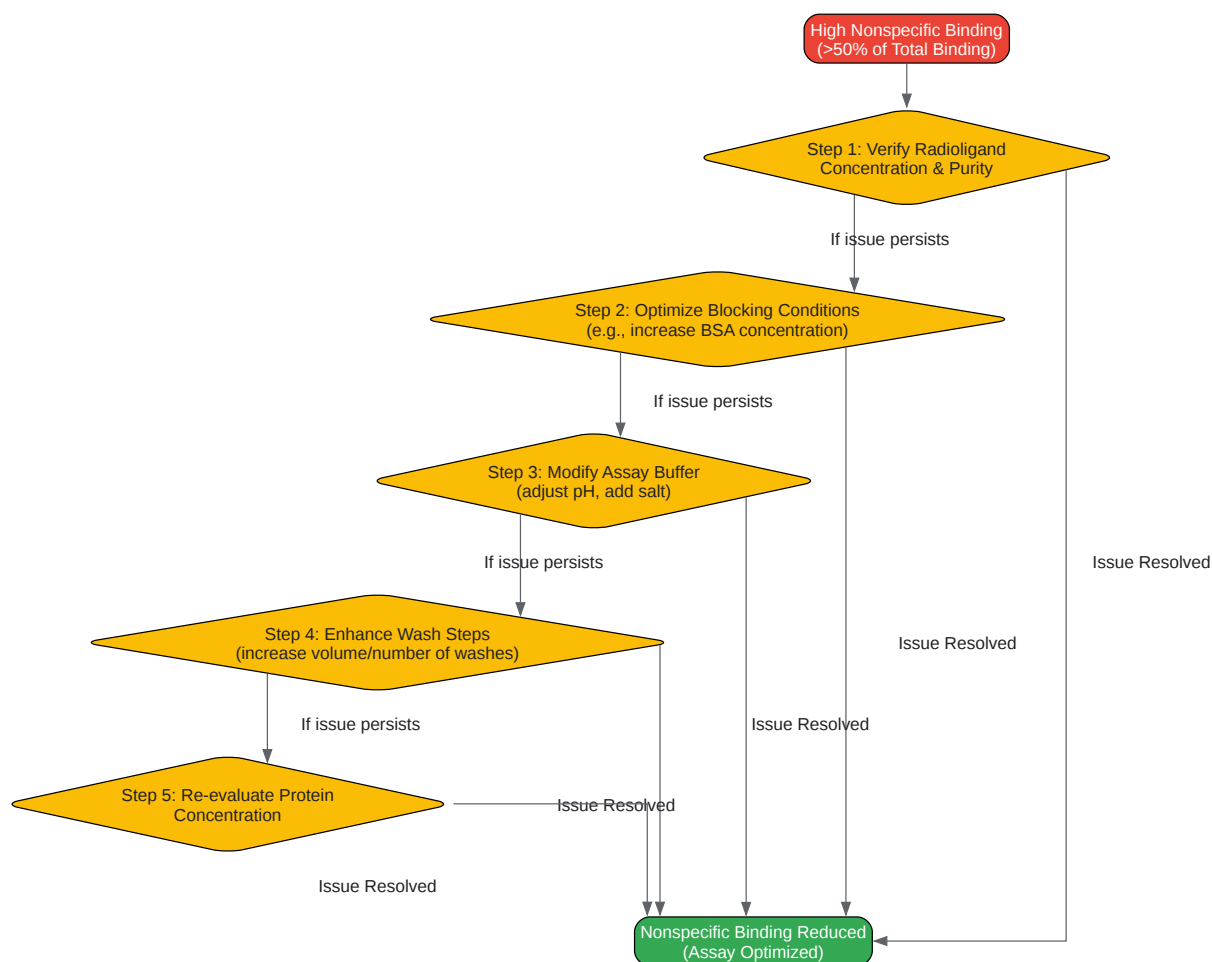 High Nonspecific Binding
(>50% of Total Binding)
Step 1: Verify Radioligand
Concentration & Purity
If issue persists
Step 2: Optimize Blocking Conditions
(e.g., increase BSA concentration)
If issue persists
Step 3: Modify Assay Buffer
(adjust pH, add salt)
If issue persists
Issue Resolved
Step 4: Enhance Wash Steps
(increase volume/number of washes)
Issue Resolved
If issue persists
Issue Resolved
Step 5: Re-evaluate Protein
Concentration
Issue Resolved
Issue Resolved
Nonspecific Binding Reduced
(Assay Optimized)